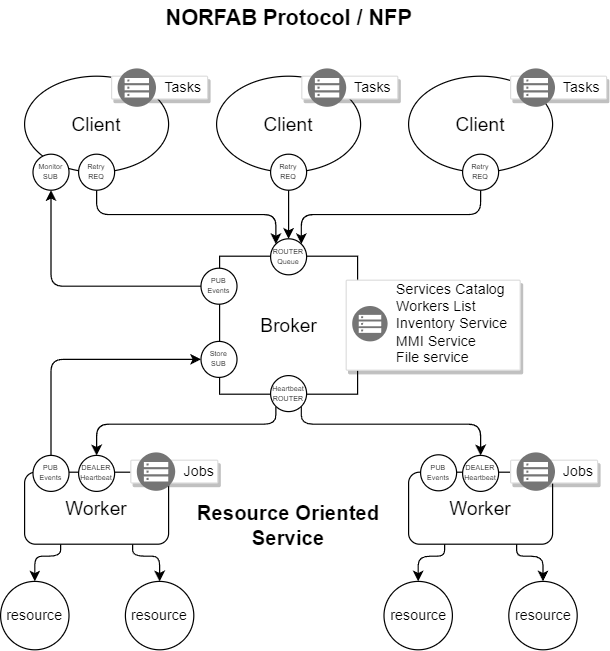 NORFAB Protocol / NFP
Tasks
Tasks
Tasks
Client
Client
Client
Monitor
SUB
Retry
REQ
Retry
REQ
Retry
REQ
ROUTER
Queue
PUB
Events
Services Catalog
Workers List
Inventory Service
MMI Service
File service
Broker
Store
SUB
Heartbeat
ROUTER
PUB
Events
DEALER
Heartbeat
Jobs
PUB
Events
DEALER
Heartbeat
Jobs
Worker
Resource Oriented
Service
Worker
resource
resource
resource
resource